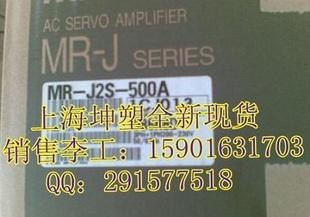 AC SERVO AMPLIFIER
MR-J SERIES
MR-J2S-500A
上海坤塑全新现货
销售李工：15901631703
QQ：291577518